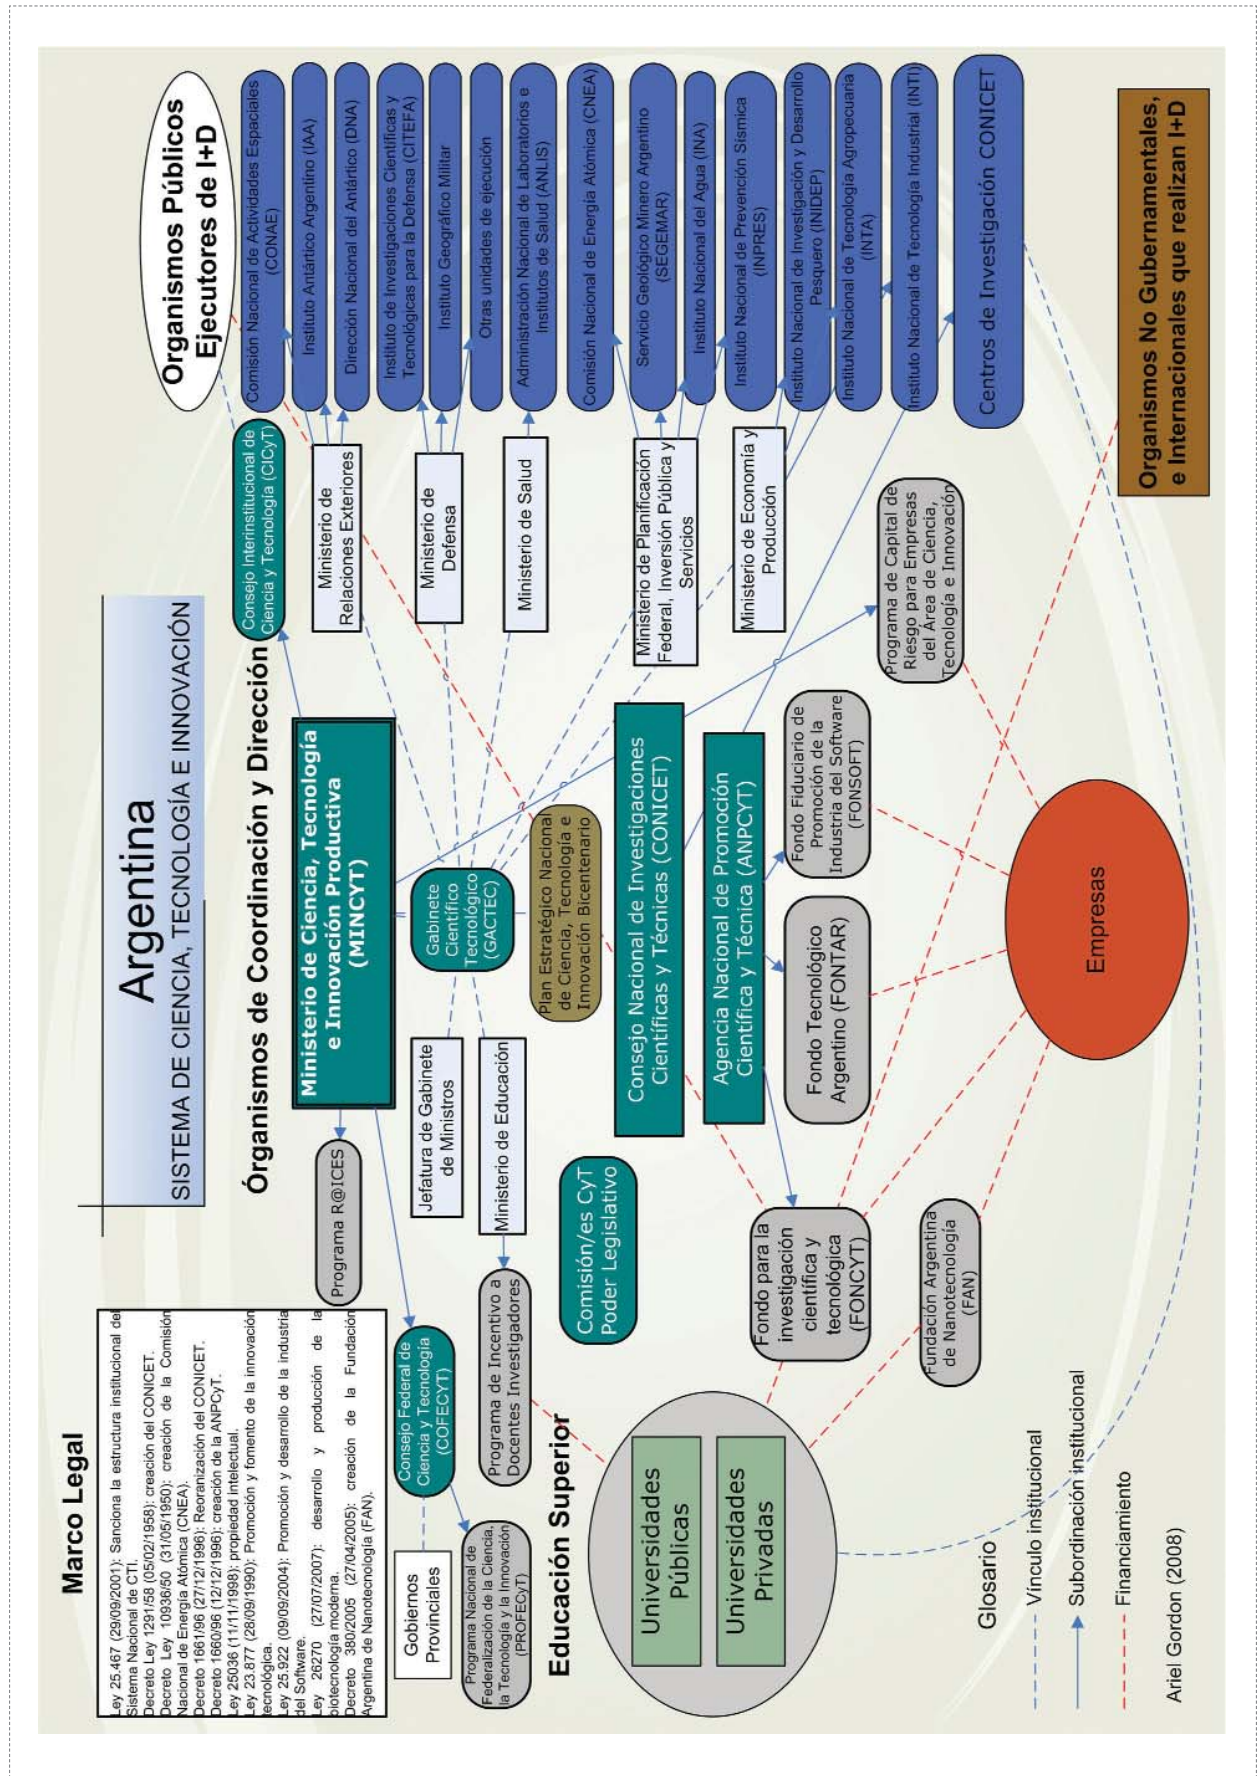 Argentina
SISTEMA DE CIENCIA, TECNOLOGÍA E INNOVACIÓN
Marco Legal
Ley 25.467 (29/09/2001): Sanciona la estructura institucional del
Sistema Nacional de CTI.
Decreto Ley 1291/58 (05/02/1958): creación del CONICET.
Decreto Ley 10936/50 (31/05/1950): creación de la Comisión
Nacional de Energía Atómica (CNEA).
Decreto 1661/96 (27/12/1996): Reoranización del CONICET.
Decreto 1660/96 (12/12/1996): creación de la ANPCyT.
Ley 25036 (11/11/1998): propiedad intelectual.
Ley 23.877 (28/09/1990): Promoción y fomento de la innovación
tecnológica.
Ley 25.922 (09/09/2004): Promoción y desarrollo de la industria
del Software.
Ley 26270 (27/07/2007): desarrollo y producción de la
biotecnología moderna.
Decreto 380/2005 (27/04/2005): creación de la Fundación
Argentina de Nanotecnología (FAN).
Órganismos de Coordinación y Dirección
Organismos Públicos
Ejecutores de I+D
Consejo Interinstitucional de
Ciencia y Tecnología (CICyT)
Ministerio de Ciencia, Tecnología
e Innovación Productiva
(MINCYT)
Programa R@ICES
Consejo Federal de
Ciencia y Tecnología
(COFECYT)
Gobiernos
Provinciales
Programa Nacional de
Federalización de la Ciencia,
la Tecnología y la Innovación
(PROFECyT)
Jefatura de Gabinete
de Ministros
Ministerio de Educación
Programa de Incentivo a
Docentes Investigadores
Gabinete
Científico
Tecnológico
(GACTEC)
Plan Estratégico Nacional
de Ciencia, Tecnología e
Innovación Bicentenario
Ministerio de
Relaciones Exteriores
Ministerio de
Defensa
Ministerio de Salud
Ministerio de Planificación
Federal, Inversión Pública y
Servicios
Ministerio de Economía y
Producción
Comisión Nacional de Actividades Espaciales
(CONAE)
Instituto Antártico Argentino (IAA)
Dirección Nacional del Antártico (DNA)
Instituto de Investigaciones Científicas y
Tecnológicas para la Defensa (CITEFA)
Instituto Geográfico Militar
Otras unidades de ejecución
Administración Nacional de Laboratorios e
Institutos de Salud (ANLIS)
Comisión Nacional de Energía Atómica (CNEA)
Servicio Geológico Minero Argentino
(SEGEMAR)
Instituto Nacional del Agua (INA)
Instituto Nacional de Prevención Sísmica
(INPRES)
Instituto Nacional de Investigación y Desarrollo
Pesquero (INIDEP)
Instituto Nacional de Tecnología Agropecuaria
(INTA)
Instituto Nacional de Tecnología Industrial (INTI)
Centros de Investigación CONICET
Comisión/es CyT
Poder Legislativo
Consejo Nacional de Investigaciones
Científicas y Técnicas (CONICET)
Agencia Nacional de Promoción
Científica y Técnica (ANPCYT)
Educación Superior
Universidades
Públicas
Universidades
Privadas
Fondo para la
investigación
científica y
tecnológica
(FONCYT)
Fondo Tecnológico
Argentino (FONTAR)
Fondo Fiduciario de
Promoción de la
Industria del Software
(FONSOFT)
Programa de Capital de
Riesgo para Empresas
del Área de Ciencia,
Tecnología e Innovación
Fundación Argentina
de Nanotecnología
(FAN)
Empresas
Organismos No Gubernamentales,
e Internacionales que realizan I+D
Glosario
Vínculo institucional
Subordinación institucional
Financiamiento
Ariel Gordon (2008)